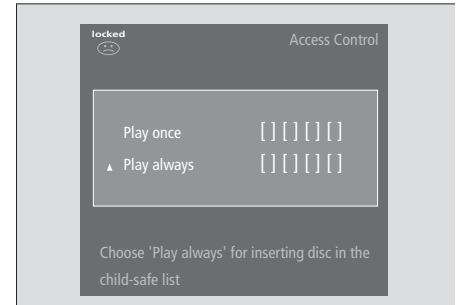 locked
Access Control
Play once [ ] [ ] [ ] [ ]
▲ Play always [ ] [ ] [ ] [ ]
Choose 'Play always' for inserting disc in the
child-safe list